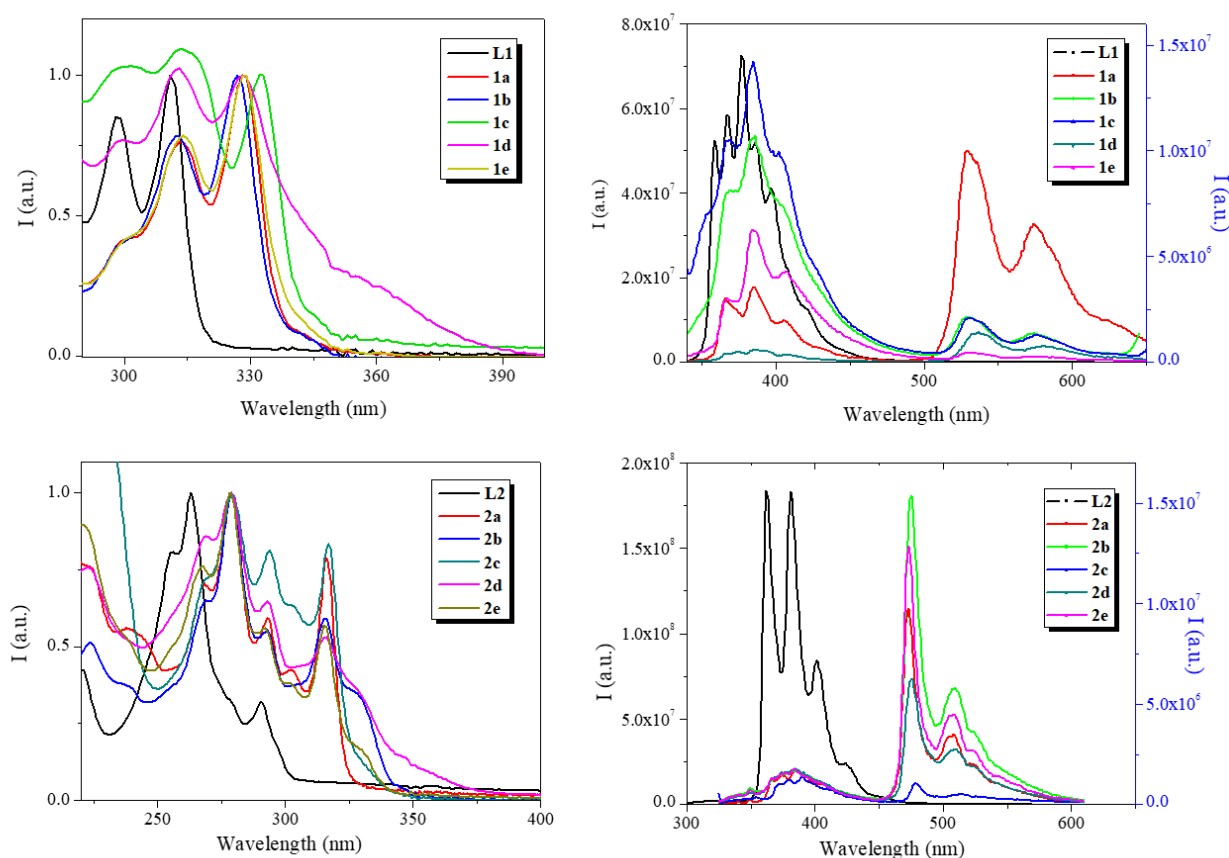 1.0
0.5
0.0
I (a.u.)
300
330
360
390
Wavelength (nm)
L1
1a
1b
1c
1d
1e
8.0x10⁷
6.0x10⁷
4.0x10⁷
2.0x10⁷
0.0
I (a.u.)
400
500
600
Wavelength (nm)
L1
1a
1b
1c
1d
1e
1.5x10⁷
1.0x10⁷
5.0x10⁶
0.0
I (a.u.)
1.0
0.5
0.0
I (a.u.)
250
300
350
400
Wavelength (nm)
L2
2a
2b
2c
2d
2e
2.0x10⁸
1.5x10⁸
1.0x10⁸
5.0x10⁷
0.0
I (a.u.)
300
400
500
600
Wavelength (nm)
L2
2a
2b
2c
2d
2e
1.5x10⁷
1.0x10⁷
5.0x10⁶
0.0
I (a.u.)